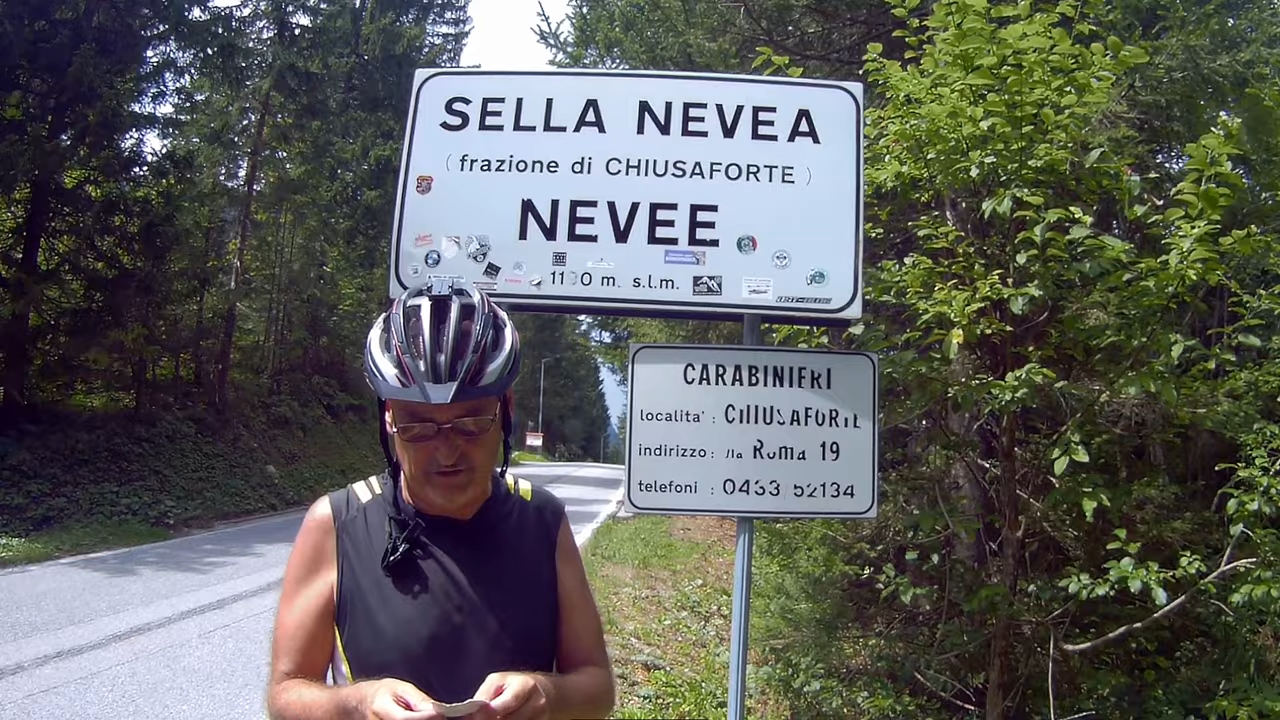 SELLA NEVEA
(frazione di CHIUSAFORTE)
NEVEE
m. s.l.m.
CARABINIERI
localita' : CHIUSAFORTE
indirizzo: Roma 19
telefoni : 0433 52134